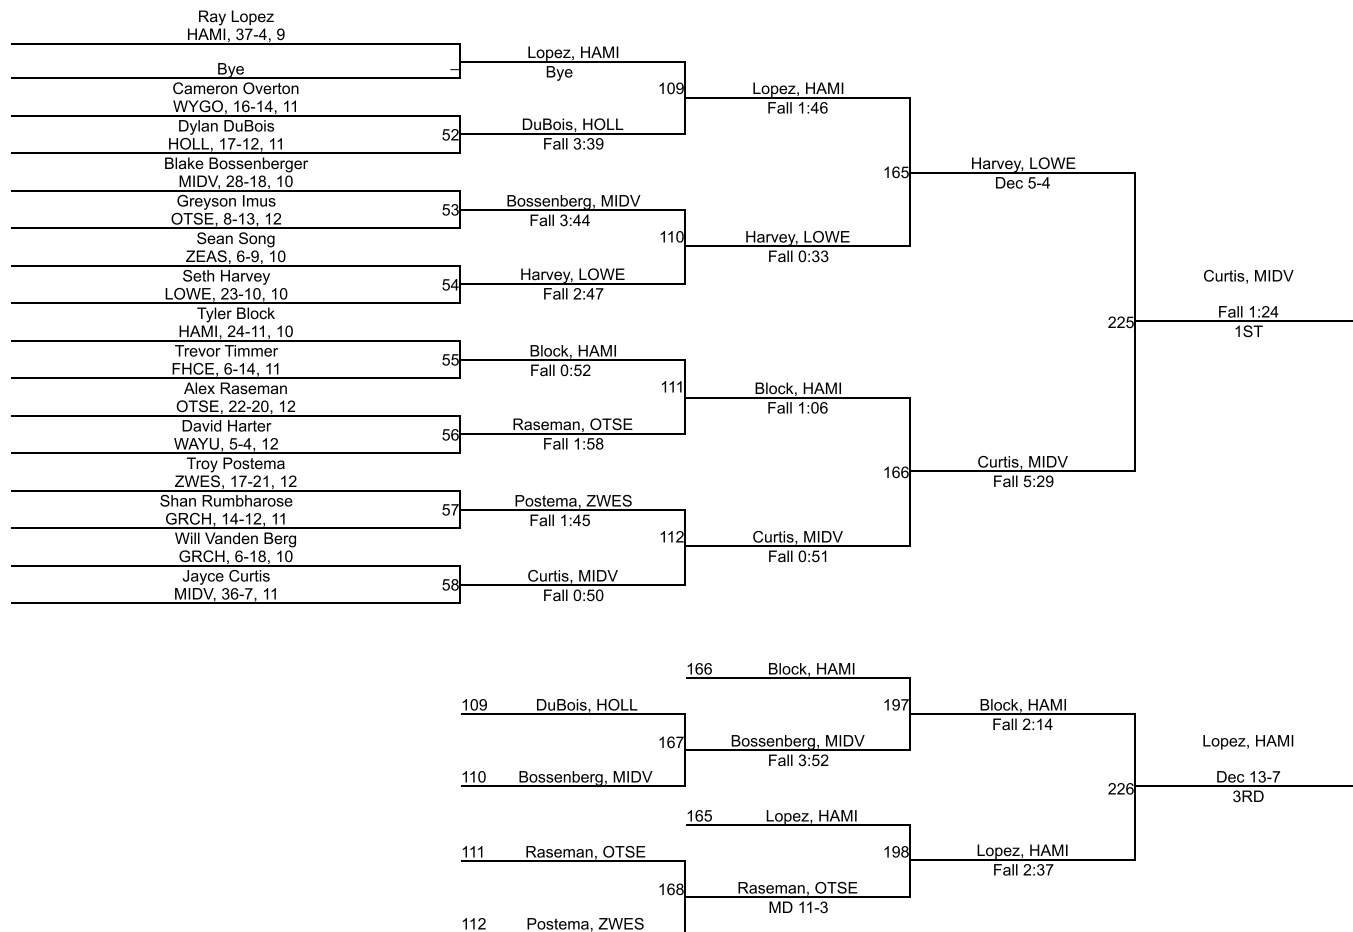 Ray Lopez
HAMI, 37-4, 9
Bye
Cameron Overton
WYGO, 16-14, 11
Dylan DuBois
HOLL, 17-12, 11
Blake Bossenberger
MIDV, 28-18, 10
Greyson Imus
OTSE, 8-13, 12
Sean Song
ZEAS, 6-9, 10
Seth Harvey
LOWE, 23-10, 10
Tyler Block
HAMI, 24-11, 10
Trevor Timmer
FHCE, 6-14, 11
Alex Raseman
OTSE, 22-20, 12
David Harter
WAYU, 5-4, 12
Troy Postema
ZWES, 17-21, 12
Shan Rumbharose
GRCH, 14-12, 11
Will Vanden Berg
GRCH, 6-18, 10
Jayce Curtis
MIDV, 36-7, 11
Lopez, HAMI
Bye
52
DuBois, HOLL
Fall 3:39
53
Bossenberg, MIDV
Fall 3:44
54
Harvey, LOWE
Fall 2:47
55
Block, HAMI
Fall 0:52
56
Raseman, OTSE
Fall 1:58
57
Postema, ZWES
Fall 1:45
58
Curtis, MIDV
Fall 0:50
109
Lopez, HAMI
Fall 1:46
110
Harvey, LOWE
Fall 0:33
111
Block, HAMI
Fall 1:06
112
Curtis, MIDV
Fall 0:51
165
Harvey, LOWE
Dec 5-4
166
Curtis, MIDV
Fall 5:29
225
Curtis, MIDV
Fall 1:24
1ST
109 DuBois, HOLL
110 Bossenberg, MIDV
111 Raseman, OTSE
112 Postema, ZWES
166 Block, HAMI
167
Bossenberg, MIDV
Fall 3:52
165 Lopez, HAMI
168
Raseman, OTSE
MD 11-3
197
Block, HAMI
Fall 2:14
198
Lopez, HAMI
Fall 2:37
226
Lopez, HAMI
Dec 13-7
3RD